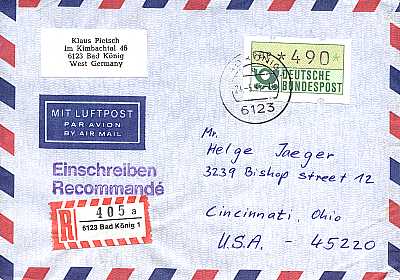 Klaus Pietsch
Im Kimbachtal 46
6123 Bad König
West Germany
*490*
DEUTSCHE
BUNDESPOST
6123
MIT LUFTPOST
PAR AVION
BY AIR MAIL
Einschreiben
Recommandé
R
405 a
6123 Bad König 1
Mr.
Helge Jaeger
3239 Bishop street 12
Cincinnati, Ohio
U.S.A. - 45220